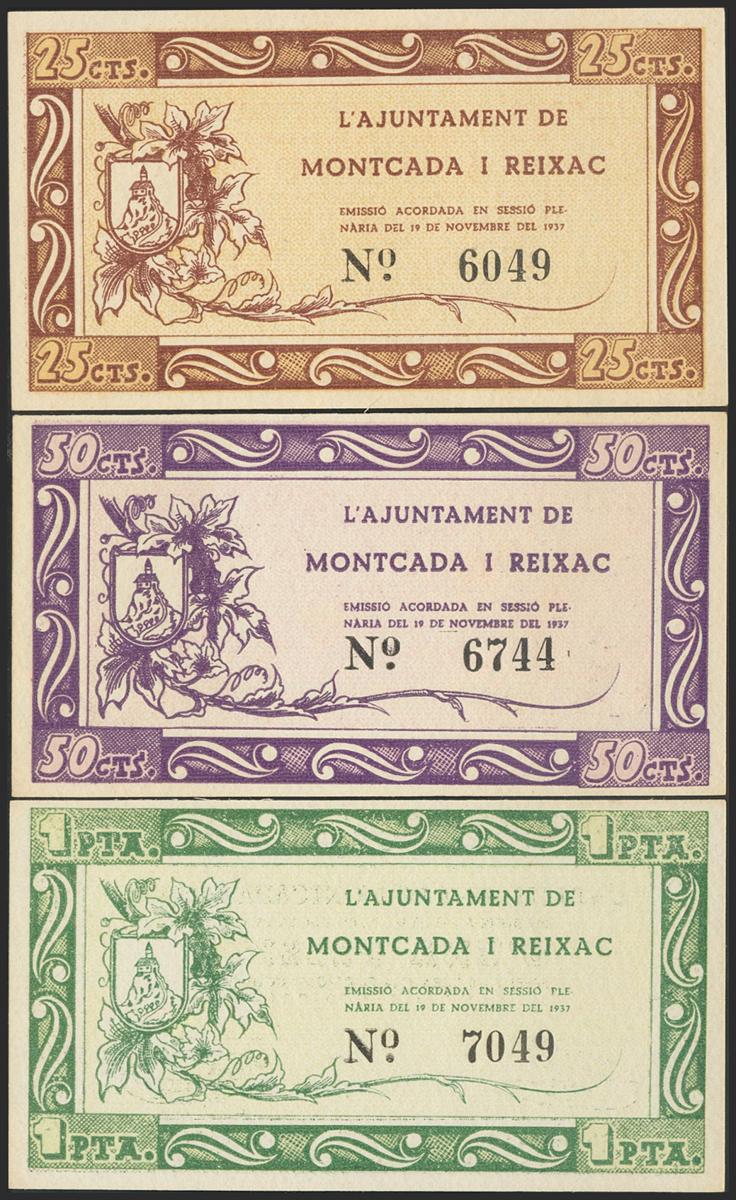 25 CTS. 25 CTS.
L'AJUNTAMENT DE
MONTCADA I REIXAC
EMISSIÓ ACORDADA EN SESSIÓ PLE-
NÀRIA DEL 19 DE NOVEMBRE DEL 1937
Nº 6049
25 CTS. 25 CTS.
50 CTS. 50 CTS.
L'AJUNTAMENT DE
MONTCADA I REIXAC
EMISSIÓ ACORDADA EN SESSIÓ PLE-
NÀRIA DEL 19 DE NOVEMBRE DEL 1937
Nº 6744
50 CTS. 50 CTS.
1 PTA. 1 PTA.
L'AJUNTAMENT DE
MONTCADA I REIXAC
EMISSIÓ ACORDADA EN SESSIÓ PLE-
NÀRIA DEL 19 DE NOVEMBRE DEL 1937
Nº 7049
1 PTA. 1 PTA.